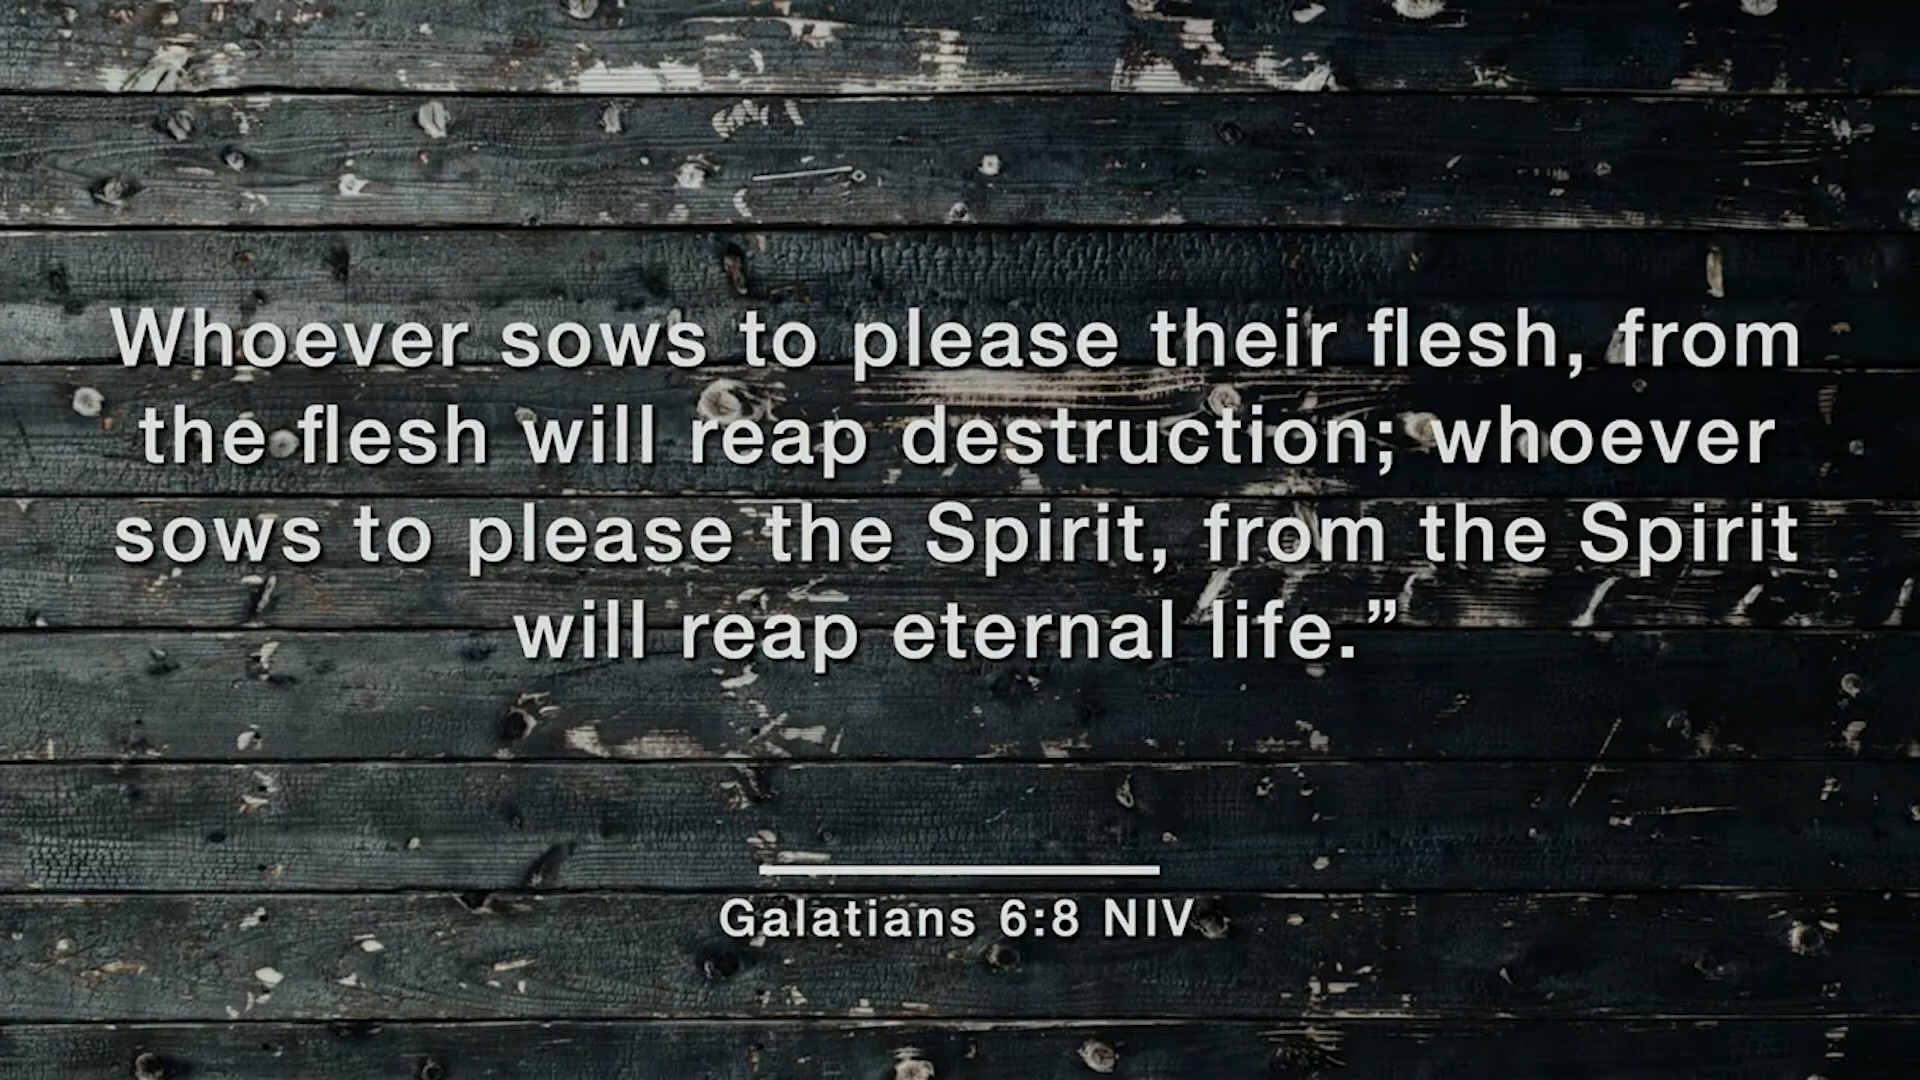 Whoever sows to please their flesh, from
the flesh will reap destruction; whoever
sows to please the Spirit, from the Spirit
will reap eternal life.”
Galatians 6:8 NIV